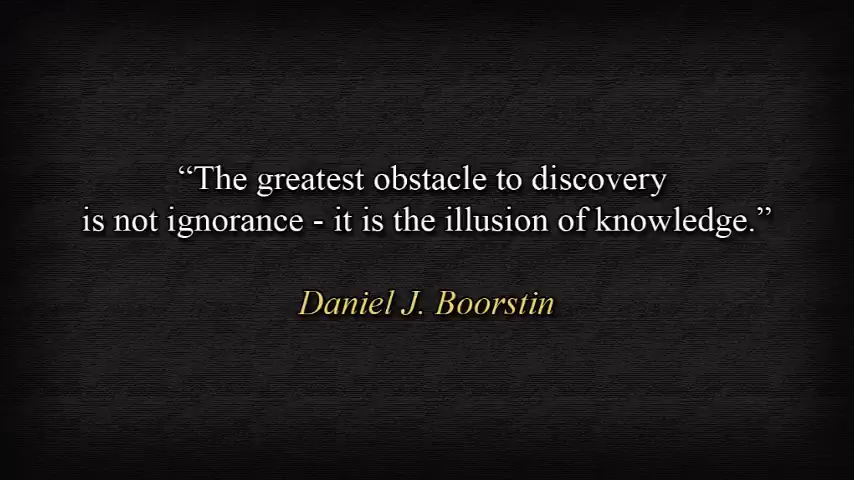 “The greatest obstacle to discovery
is not ignorance - it is the illusion of knowledge.”
Daniel J. Boorstin